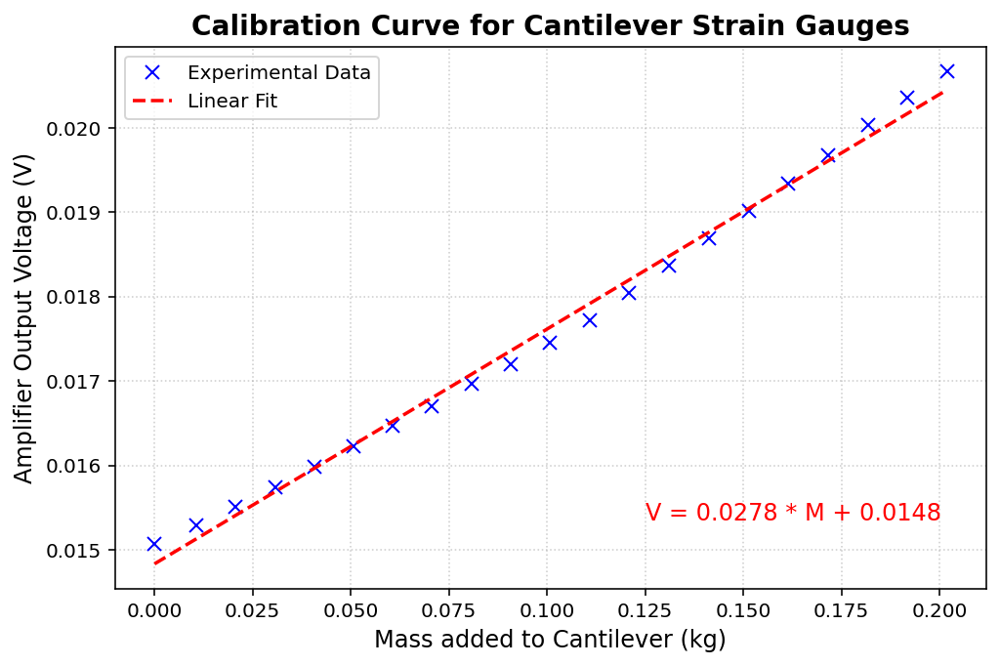 Calibration Curve for Cantilever Strain Gauges
Experimental Data
Linear Fit
Amplifier Output Voltage (V)
0.020
0.019
0.018
0.017
0.016
0.015
V = 0.0278 * M + 0.0148
0.000 0.025 0.050 0.075 0.100 0.125 0.150 0.175 0.200
Mass added to Cantilever (kg)